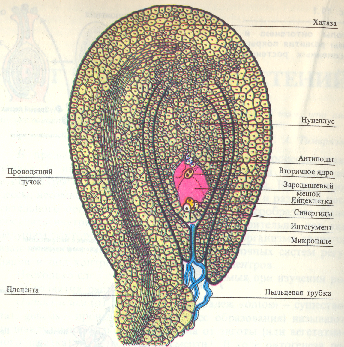 Халаза
Нуцеллус
Антиподы
Вторичное ядро
Зародышевый
мешок
Яйцеклетка
Синергиды
Интегумент
Микропиле
Пыльцевая трубка
Проводящий
пучок
Плацента